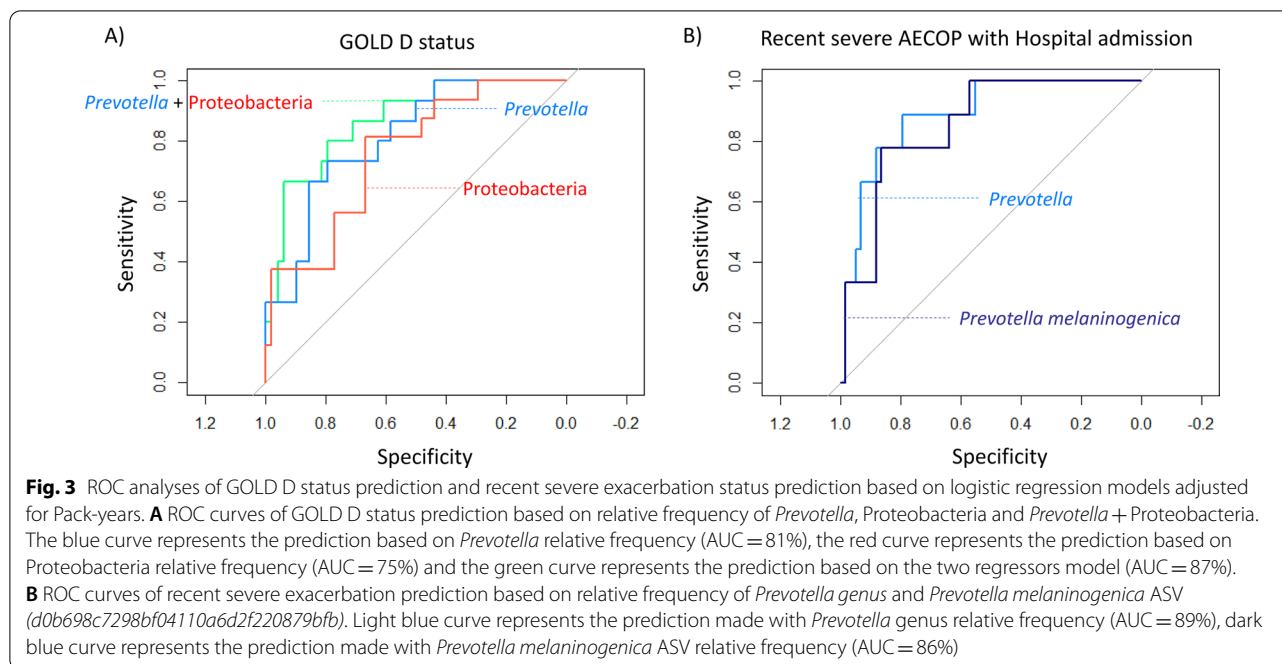 A)
GOLD D status
Prevotella + Proteobacteria
Prevotella
Proteobacteria
Sensitivity
1.0
0.8
0.6
0.4
0.2
0.0
1.2 1.0 0.8 0.6 0.4 0.2 0.0 -0.2
Specificity
B)
Recent severe AECOP with Hospital admission
Prevotella
Prevotella melaninogenica
Sensitivity
1.0
0.8
0.6
0.4
0.2
0.0
1.2 1.0 0.8 0.6 0.4 0.2 0.0 -0.2
Specificity
Fig. 3 ROC analyses of GOLD D status prediction and recent severe exacerbation status prediction based on logistic regression models adjusted
for Pack-years. A ROC curves of GOLD D status prediction based on relative frequency of Prevotella, Proteobacteria and Prevotella + Proteobacteria.
The blue curve represents the prediction based on Prevotella relative frequency (AUC = 81%), the red curve represents the prediction based on
Proteobacteria relative frequency (AUC = 75%) and the green curve represents the prediction based on the two regressors model (AUC = 87%).
B ROC curves of recent severe exacerbation prediction based on relative frequency of Prevotella genus and Prevotella melaninogenica ASV
(d0b698c7298bf04110a6d2f220879bfb). Light blue curve represents the prediction made with Prevotella genus relative frequency (AUC = 89%), dark
blue curve represents the prediction made with Prevotella melaninogenica ASV relative frequency (AUC = 86%)